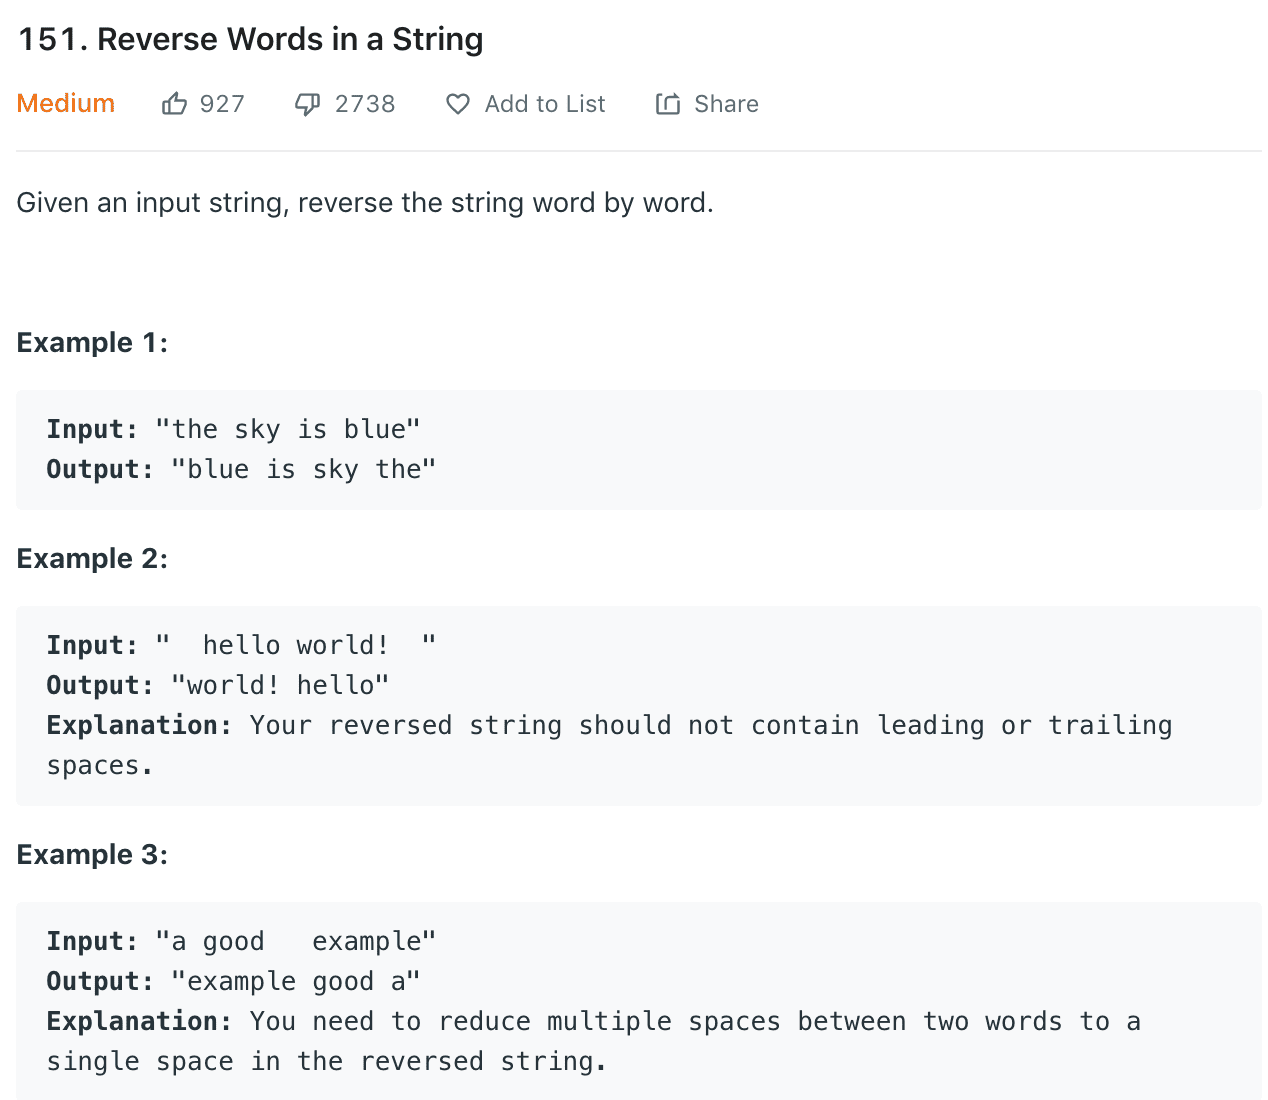 151. Reverse Words in a String
Medium 927 2738 Add to List Share
Given an input string, reverse the string word by word.
Example 1:
Input: "the sky is blue"
Output: "blue is sky the"
Example 2:
Input: "  hello world!  "
Output: "world! hello"
Explanation: Your reversed string should not contain leading or trailing
spaces.
Example 3:
Input: "a good   example"
Output: "example good a"
Explanation: You need to reduce multiple spaces between two words to a
single space in the reversed string.